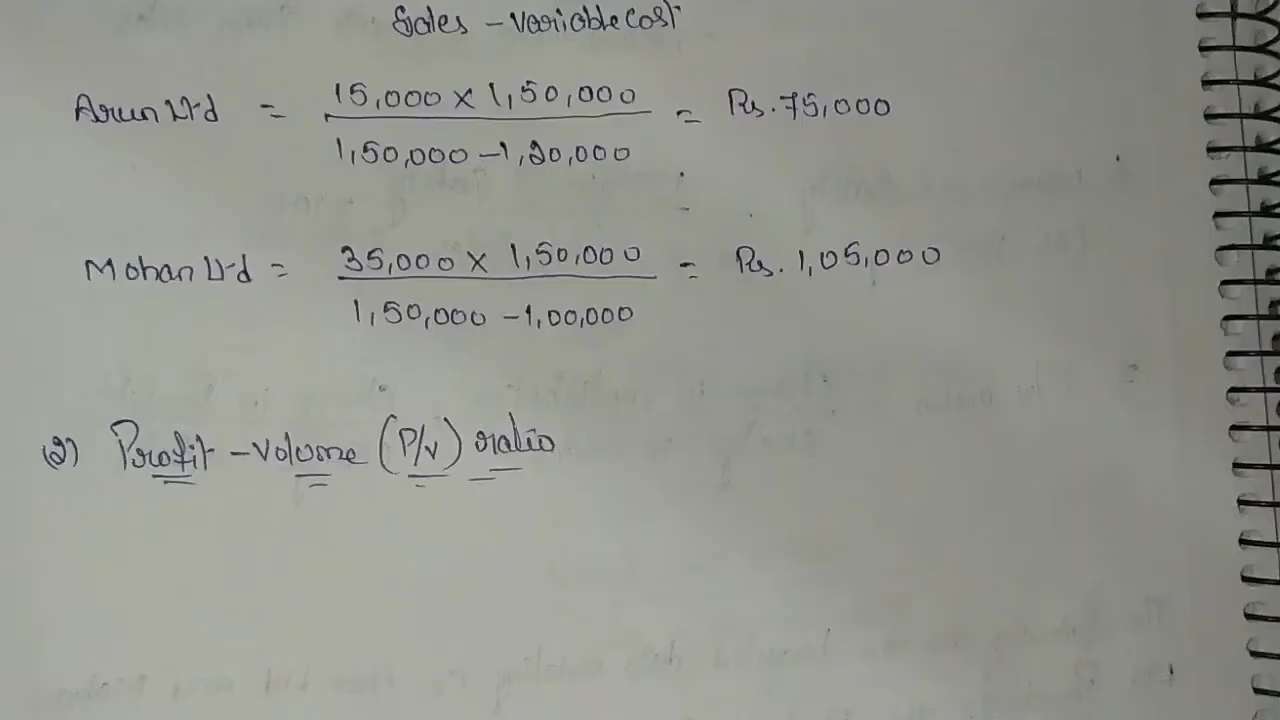 Sales - Variable cost
Arun Ltd = 15,000 × 1,50,000 / 1,50,000 - 1,20,000 = Rs. 75,000
Mohan Ltd = 35,000 × 1,50,000 / 1,50,000 - 1,00,000 = Rs. 1,05,000
(2) Profit - Volume (P/V) ratio